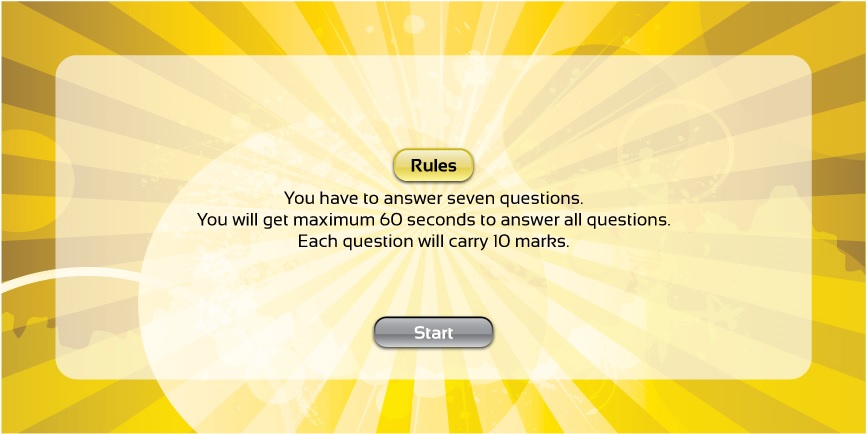 Rules
You have to answer seven questions.
You will get maximum 60 seconds to answer all questions.
Each question will carry 10 marks.
Start